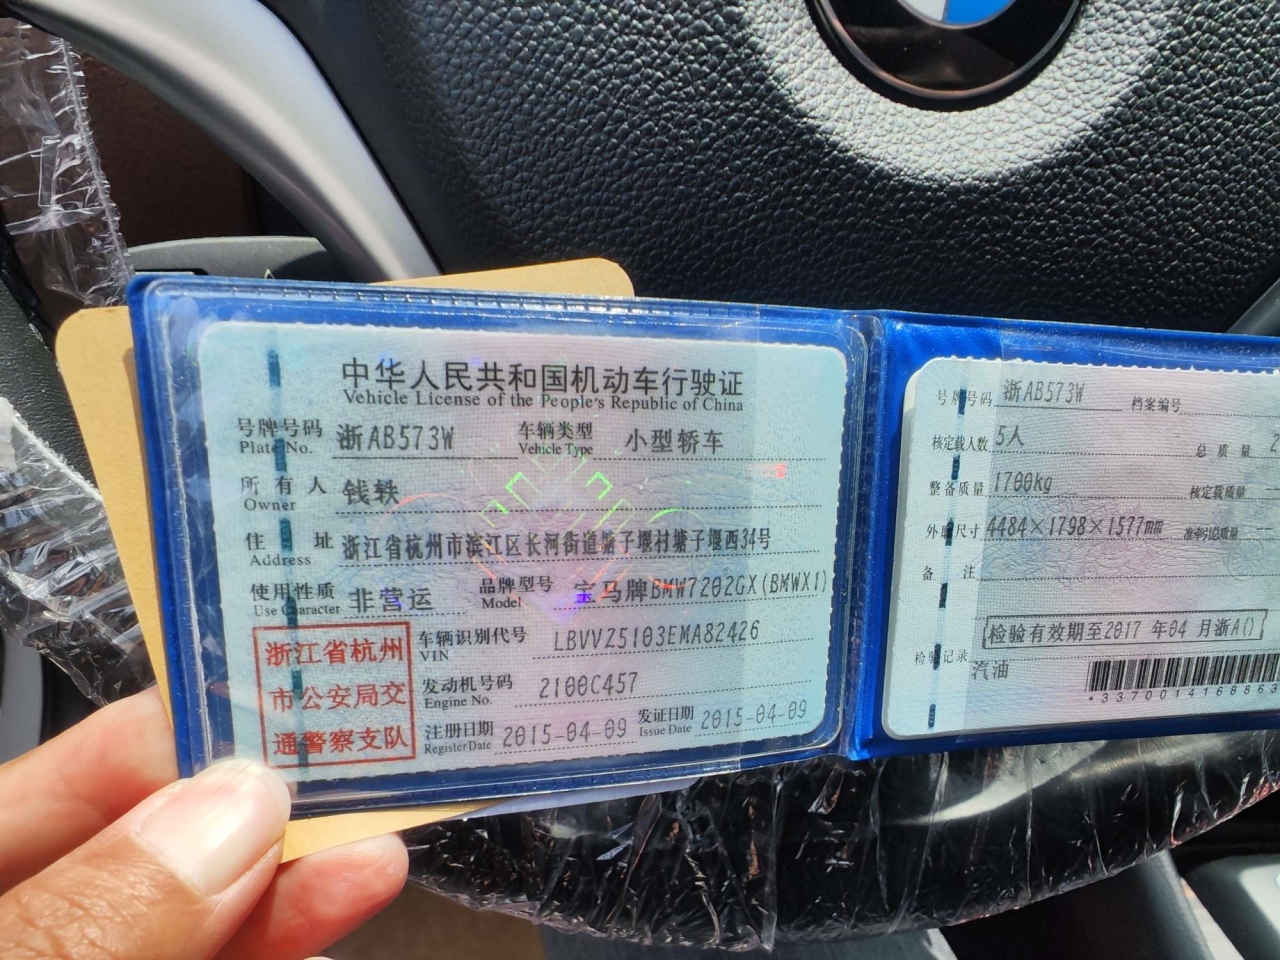 中华人民共和国机动车行驶证
Vehicle License of the People's Republic of China
号牌号码 浙AB573W 车辆类型 小型轿车
Plate No. Vehicle Type
所有人 钱轶
Owner
住址 浙江省杭州市滨江区长河街道塘子堰村塘子堰西34号
Address
使用性质 非营运 品牌型号 宝马牌BMW7202GX(BMWX1)
Use Character Model
浙江省杭州
市公安局交
通警察支队
车辆识别代号 LBVVZ5103EMA82426
VIN
发动机号码 2100C457
Engine No.
注册日期 2015-04-09 发证日期 2015-04-09
Register Date Issue Date
号牌号码 浙AB573W 档案编号
核定载人数 5人 总质量
整备质量 1700kg 核定载质量
外廓尺寸 4484×1798×1577mm 准牵引总质量
备注
检验有效期至2017年04月浙A()
检验记录
汽油
*3370014168863